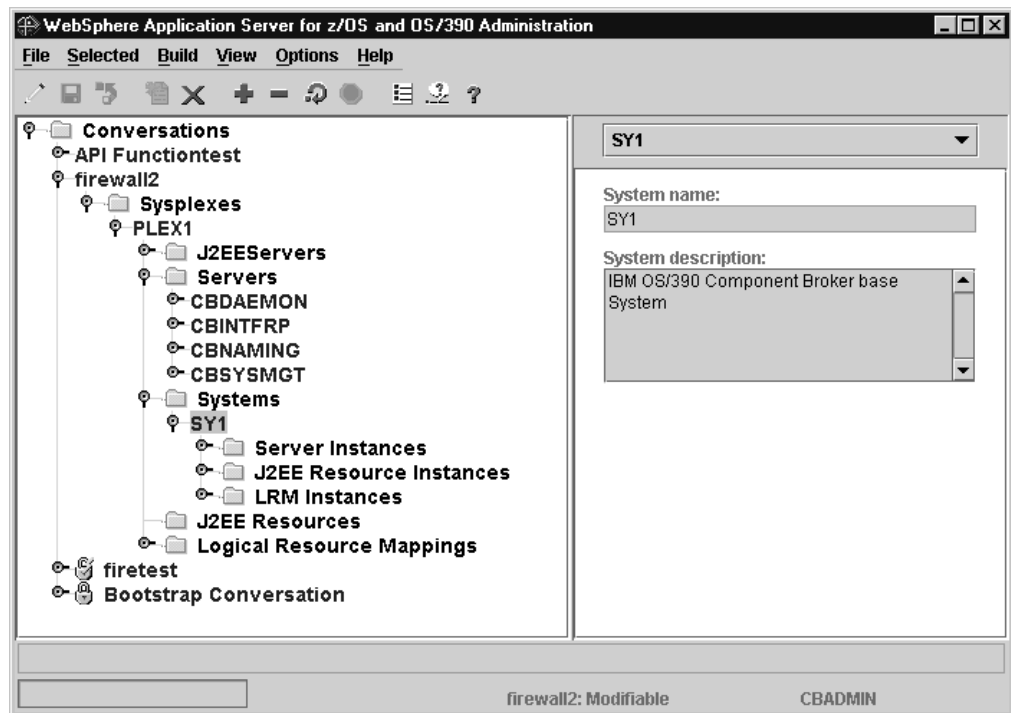 WebSphere Application Server for z/OS and OS/390 Administration
File Selected Build View Options Help
Conversations
API Functiontest
firewall2
Sysplexes
PLEX1
J2EEServers
Servers
CBDAEMON
CBINTFRP
CBNAMING
CBSYSMGT
Systems
SY1
Server Instances
J2EE Resource Instances
LRM Instances
J2EE Resources
Logical Resource Mappings
firetest
Bootstrap Conversation
SY1
System name:
SY1
System description:
IBM OS/390 Component Broker base
System
firewall2: Modifiable CBADMIN